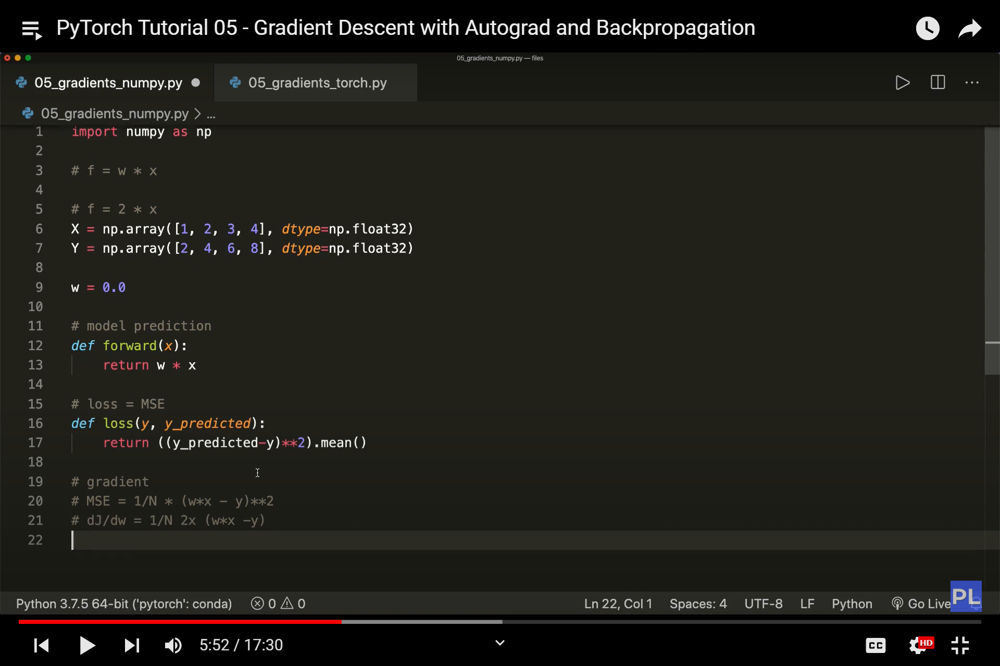 PyTorch Tutorial 05 - Gradient Descent with Autograd and Backpropagation
05_gradients_numpy.py — files
05_gradients_numpy.py
05_gradients_torch.py
05_gradients_numpy.py > ...
1 import numpy as np
2
3 # f = w * x
4
5 # f = 2 * x
6 X = np.array([1, 2, 3, 4], dtype=np.float32)
7 Y = np.array([2, 4, 6, 8], dtype=np.float32)
8
9 w = 0.0
10
11 # model prediction
12 def forward(x):
13 return w * x
14
15 # loss = MSE
16 def loss(y, y_predicted):
17 return ((y_predicted-y)**2).mean()
18
19 # gradient
20 # MSE = 1/N * (w*x - y)**2
21 # dJ/dw = 1/N 2x (w*x -y)
22
Python 3.7.5 64-bit ('pytorch': conda) 0 0 Ln 22, Col 1 Spaces: 4 UTF-8 LF Python Go Live
PL
5:52 / 17:30
CC
HD